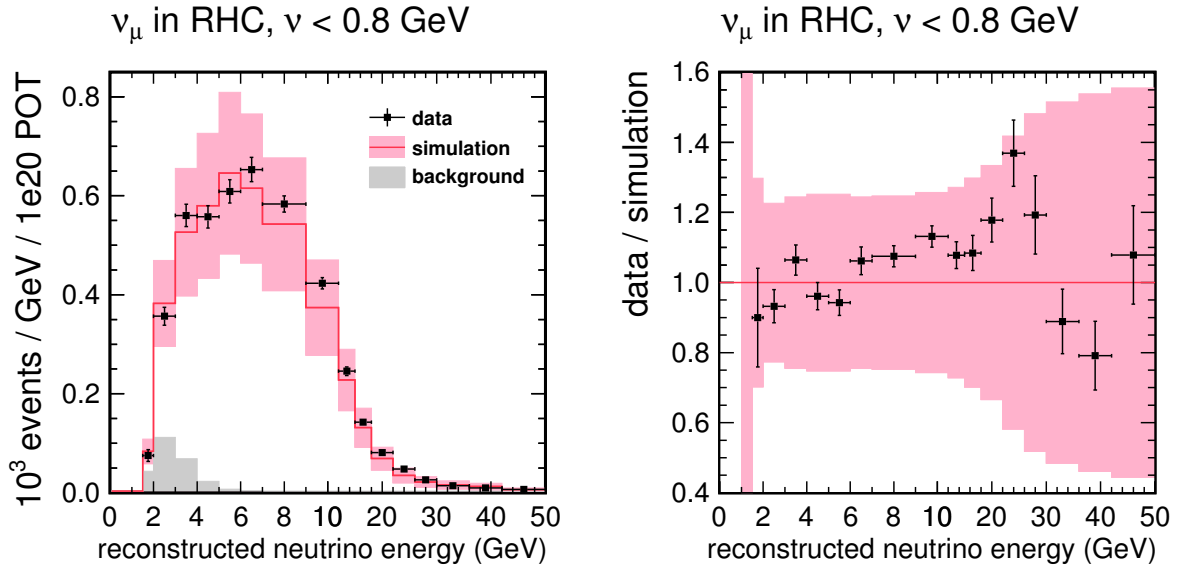 ν_μ in RHC, ν < 0.8 GeV
10³ events / GeV / 1e20 POT
0.8
0.6
0.4
0.2
0.0
data
simulation
background
0 2 4 6 8 10 20 30 40 50
reconstructed neutrino energy (GeV)
ν_μ in RHC, ν < 0.8 GeV
data / simulation
1.6
1.4
1.2
1.0
0.8
0.6
0.4
0 2 4 6 8 10 20 30 40 50
reconstructed neutrino energy (GeV)